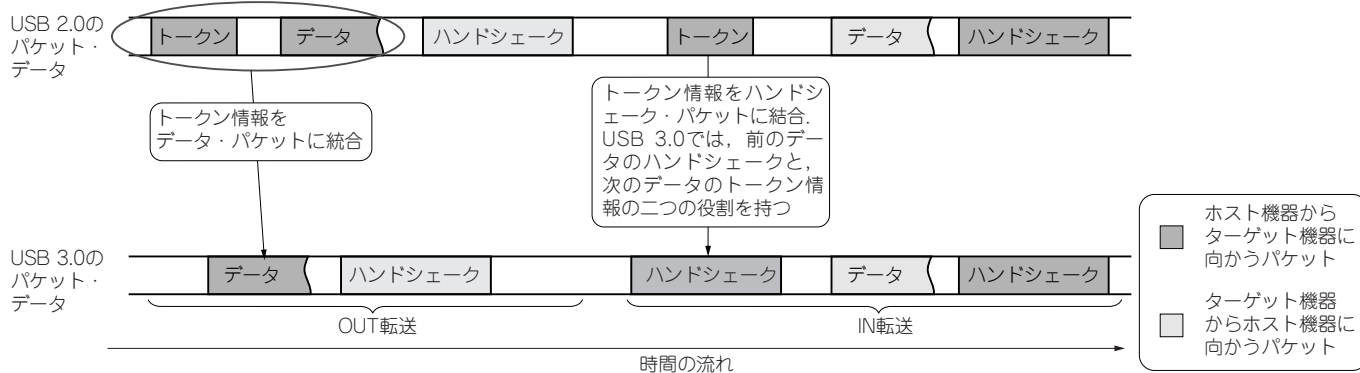 USB 2.0の
パケット・
データ
トークン
データ
ハンドシェーク
トークン
データ
ハンドシェーク
トークン情報を
データ・パケットに統合
トークン情報をハンドシ
ェーク・パケットに結合．
USB 3.0では，前のデー
タのハンドシェークと，
次のデータのトークン情
報の二つの役割を持つ
USB 3.0の
パケット・
データ
データ
ハンドシェーク
ハンドシェーク
データ
ハンドシェーク
OUT転送
IN転送
時間の流れ
ホスト機器から
ターゲット機器に
向かうパケット
ターゲット機器
からホスト機器に
向かうパケット